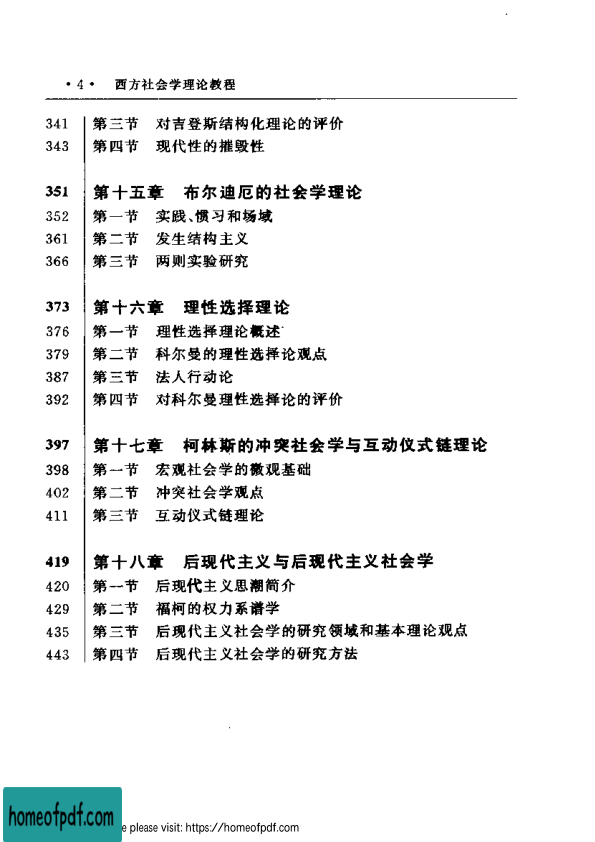 ·4· 西方社会学理论教程
341 第三节 对吉登斯结构化理论的评价
343 第四节 现代性的摧毁性
351 第十五章 布尔迪厄的社会学理论
352 第一节 实践、惯习和场域
361 第二节 发生结构主义
366 第三节 两则实验研究
373 第十六章 理性选择理论
376 第一节 理性选择理论概述
379 第二节 科尔曼的理性选择论观点
387 第三节 法人行动论
392 第四节 对科尔曼理性选择论的评价
397 第十七章 柯林斯的冲突社会学与互动仪式链理论
398 第一节 宏观社会学的微观基础
402 第二节 冲突社会学观点
411 第三节 互动仪式链理论
419 第十八章 后现代主义与后现代主义社会学
420 第一节 后现代主义思潮简介
429 第二节 福柯的权力系谱学
435 第三节 后现代主义社会学的研究领域和基本理论观点
443 第四节 后现代主义社会学的研究方法
homeofpdf.com
e please visit: https://homeofpdf.com